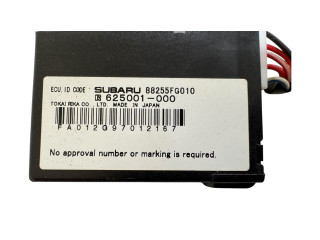 ECU, ID CODE SUBARU 88255FG010
625001-000
TOKAI RIKA CO., LTD. MADE IN JAPAN
FA012G97012167
No approval number or marking is required.